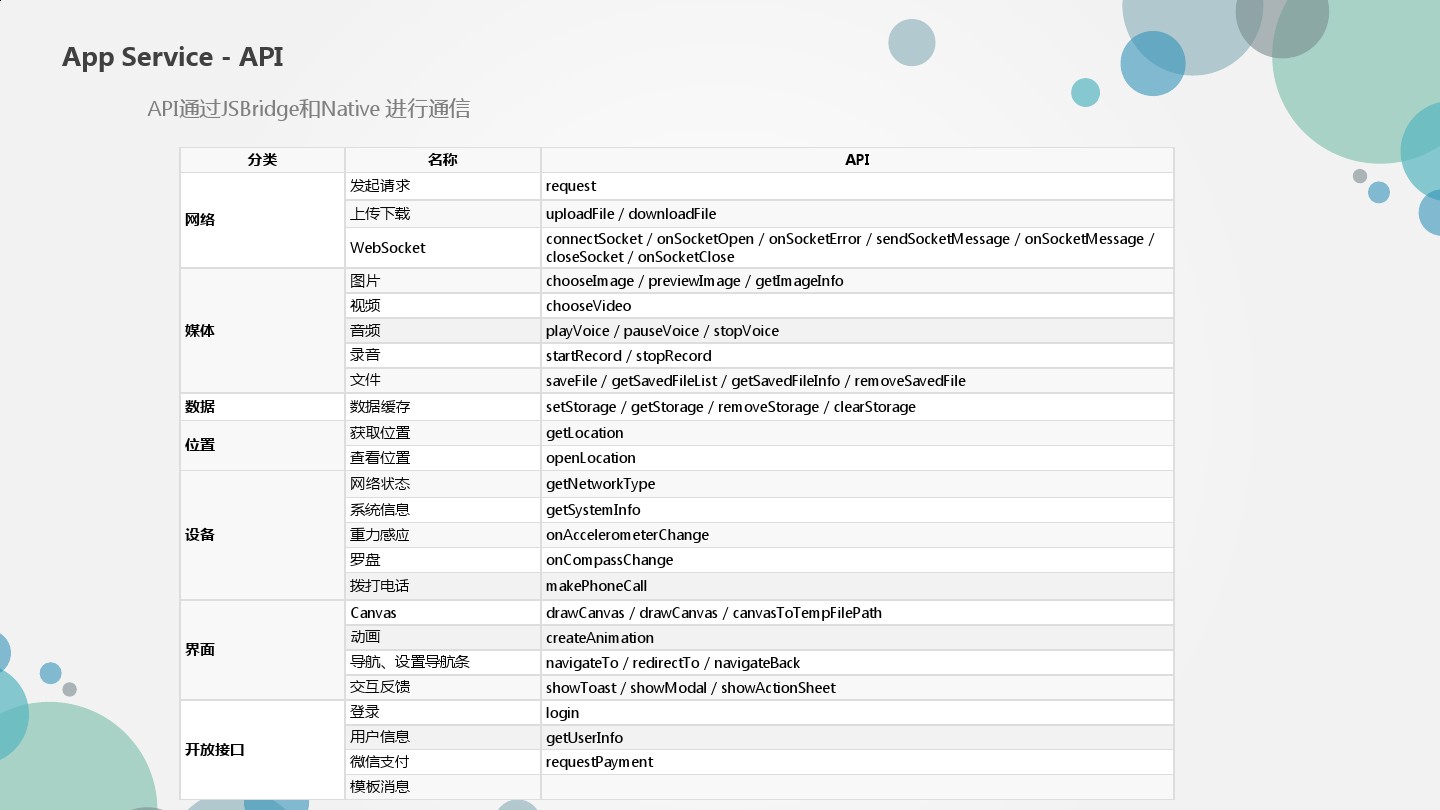 App Service - API
API通过JSBridge和Native 进行通信
分类 名称 API
网络
发起请求 request
上传下载 uploadFile / downloadFile
WebSocket connectSocket / onSocketOpen / onSocketError / sendSocketMessage / onSocketMessage /
closeSocket / onSocketClose
媒体
图片 chooseImage / previewImage / getImageInfo
视频 chooseVideo
音频 playVoice / pauseVoice / stopVoice
录音 startRecord / stopRecord
文件 saveFile / getSavedFileList / getSavedFileInfo / removeSavedFile
数据 数据缓存 setStorage / getStorage / removeStorage / clearStorage
位置
获取位置 getLocation
查看位置 openLocation
设备
网络状态 getNetworkType
系统信息 getSystemInfo
重力感应 onAccelerometerChange
罗盘 onCompassChange
拨打电话 makePhoneCall
界面
Canvas drawCanvas / drawCanvas / canvasToTempFilePath
动画 createAnimation
导航、设置导航条 navigateTo / redirectTo / navigateBack
交互反馈 showToast / showModal / showActionSheet
开放接口
登录 login
用户信息 getUserInfo
微信支付 requestPayment
模板消息